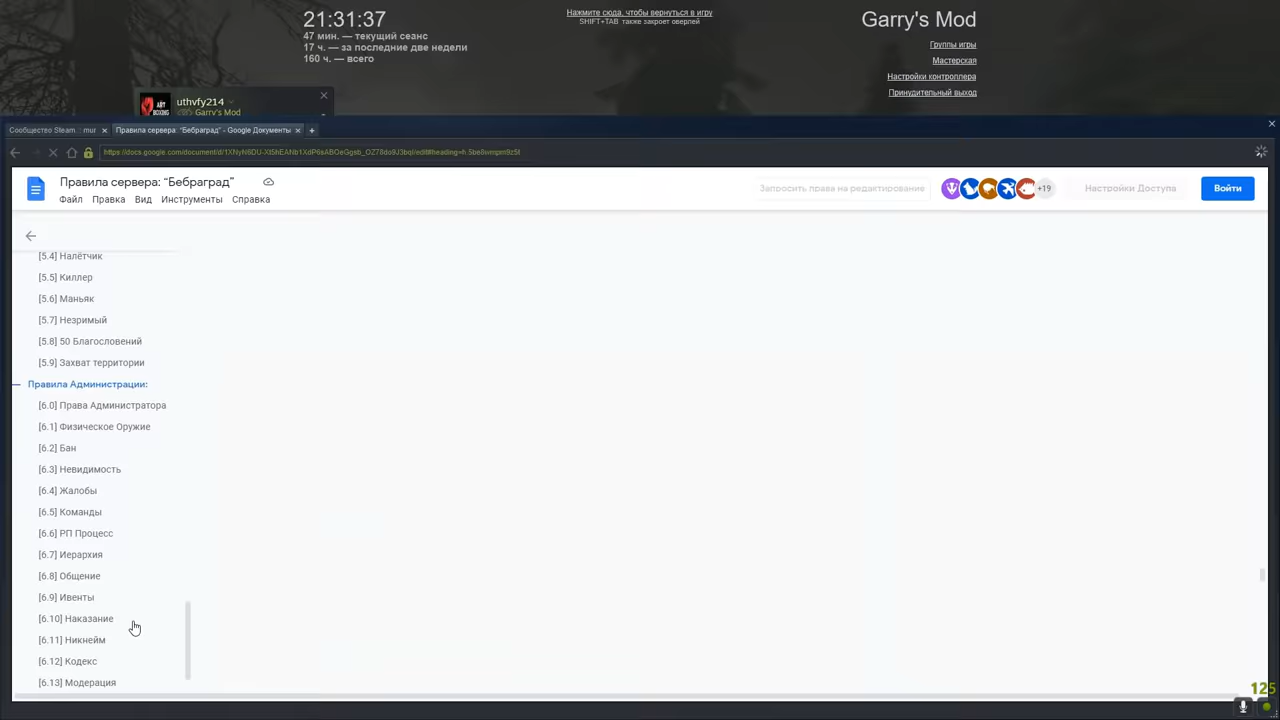 21:31:37
47 мин. — текущий сеанс
17 ч. — за последние две недели
160 ч. — всего
Нажмите сюда, чтобы вернуться в игру
SHIFT+TAB также закроет оверлей
Garry's Mod
Группы игры
Мастерская
Настройки контроллера
Принудительный выход
uthvfy214
Garry's Mod
Сообщество Steam :: mur
Правила сервера: "Бебраград" - Google Документы
Правила сервера: "Бебраград"
Файл Правка Вид Инструменты Справка
Запросить права на редактирование
+19
Настройки Доступа
Войти
[5.4] Налётчик
[5.5] Киллер
[5.6] Маньяк
[5.7] Незримый
[5.8] 50 Благословений
[5.9] Захват территории
Правила Администрации:
[6.0] Права Администратора
[6.1] Физическое Оружие
[6.2] Бан
[6.3] Невидимость
[6.4] Жалобы
[6.5] Команды
[6.6] РП Процесс
[6.7] Иерархия
[6.8] Общение
[6.9] Ивенты
[6.10] Наказание
[6.11] Никнейм
[6.12] Кодекс
[6.13] Модерация
125